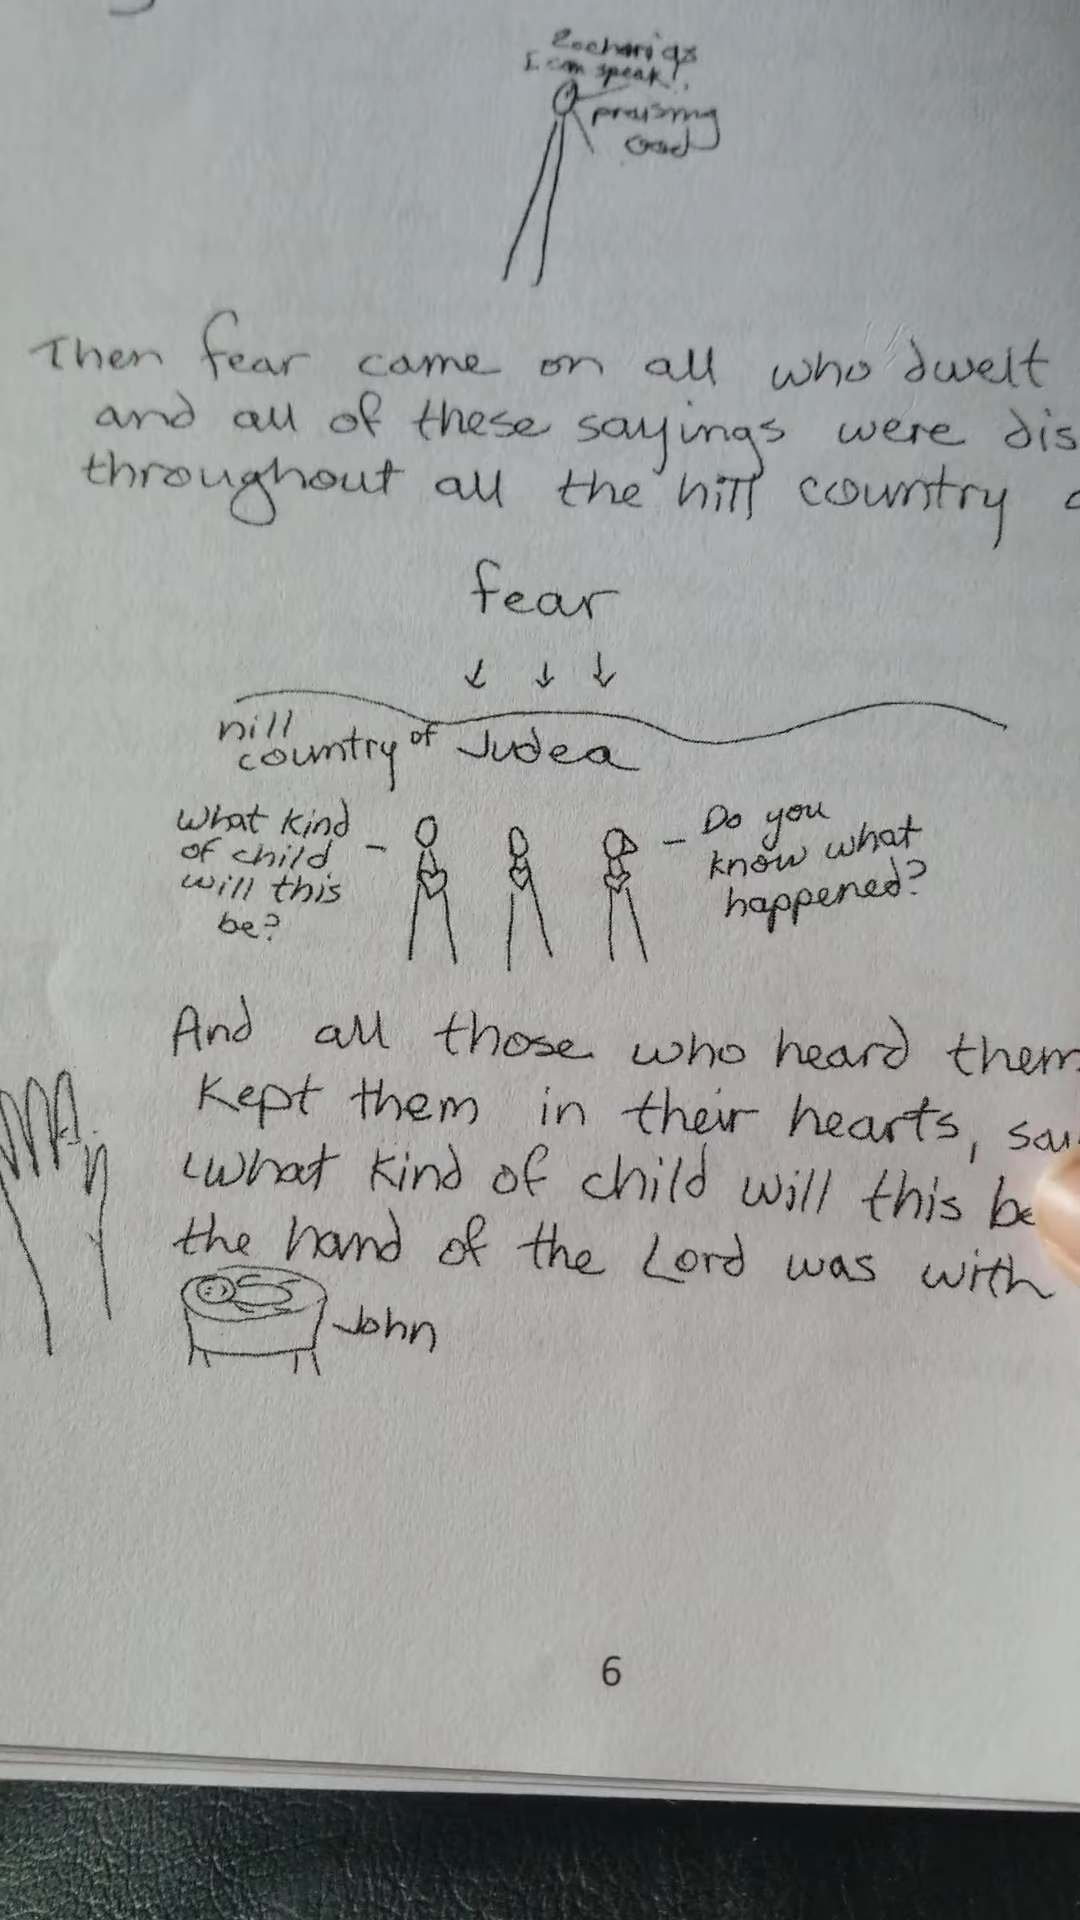 Zacharias
I can speak!
praising
God
Then fear came on all who dwelt
and all of these sayings were dis
throughout all the hill country
fear
hill
country of Judea
What kind
of child
will this
be?
Do you
know what
happened?
And all those who heard them
kept them in their hearts, sa
what kind of child will this be
the hand of the Lord was with
John
6